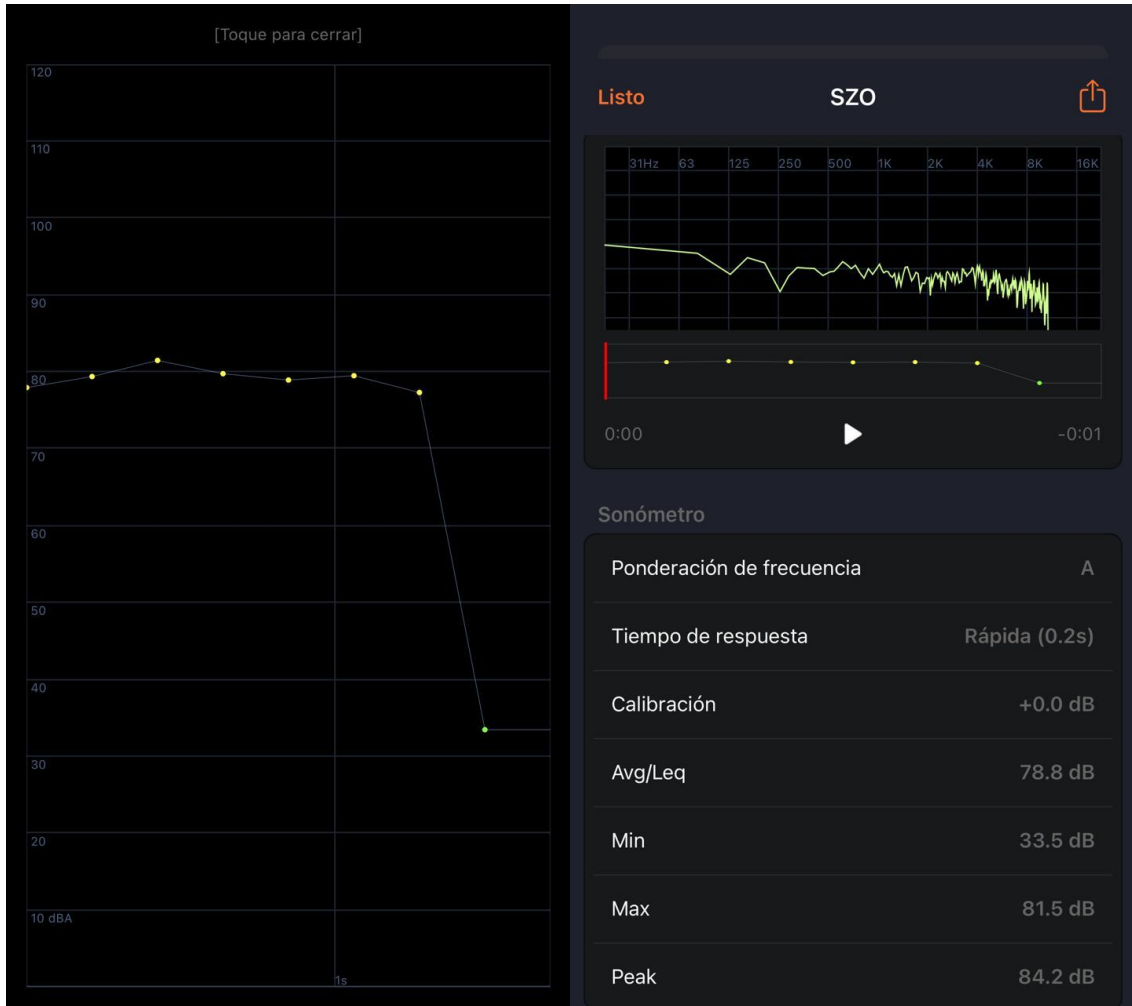 [Toque para cerrar]
120
110
100
90
80
70
60
50
40
30
20
10 dBA
1s
Listo
SZO
31Hz 63 125 250 500 1K 2K 4K 8K 16K
0:00
-0:01
Sonómetro
Ponderación de frecuencia A
Tiempo de respuesta Rápida (0.2s)
Calibración +0.0 dB
Avg/Leq 78.8 dB
Min 33.5 dB
Max 81.5 dB
Peak 84.2 dB